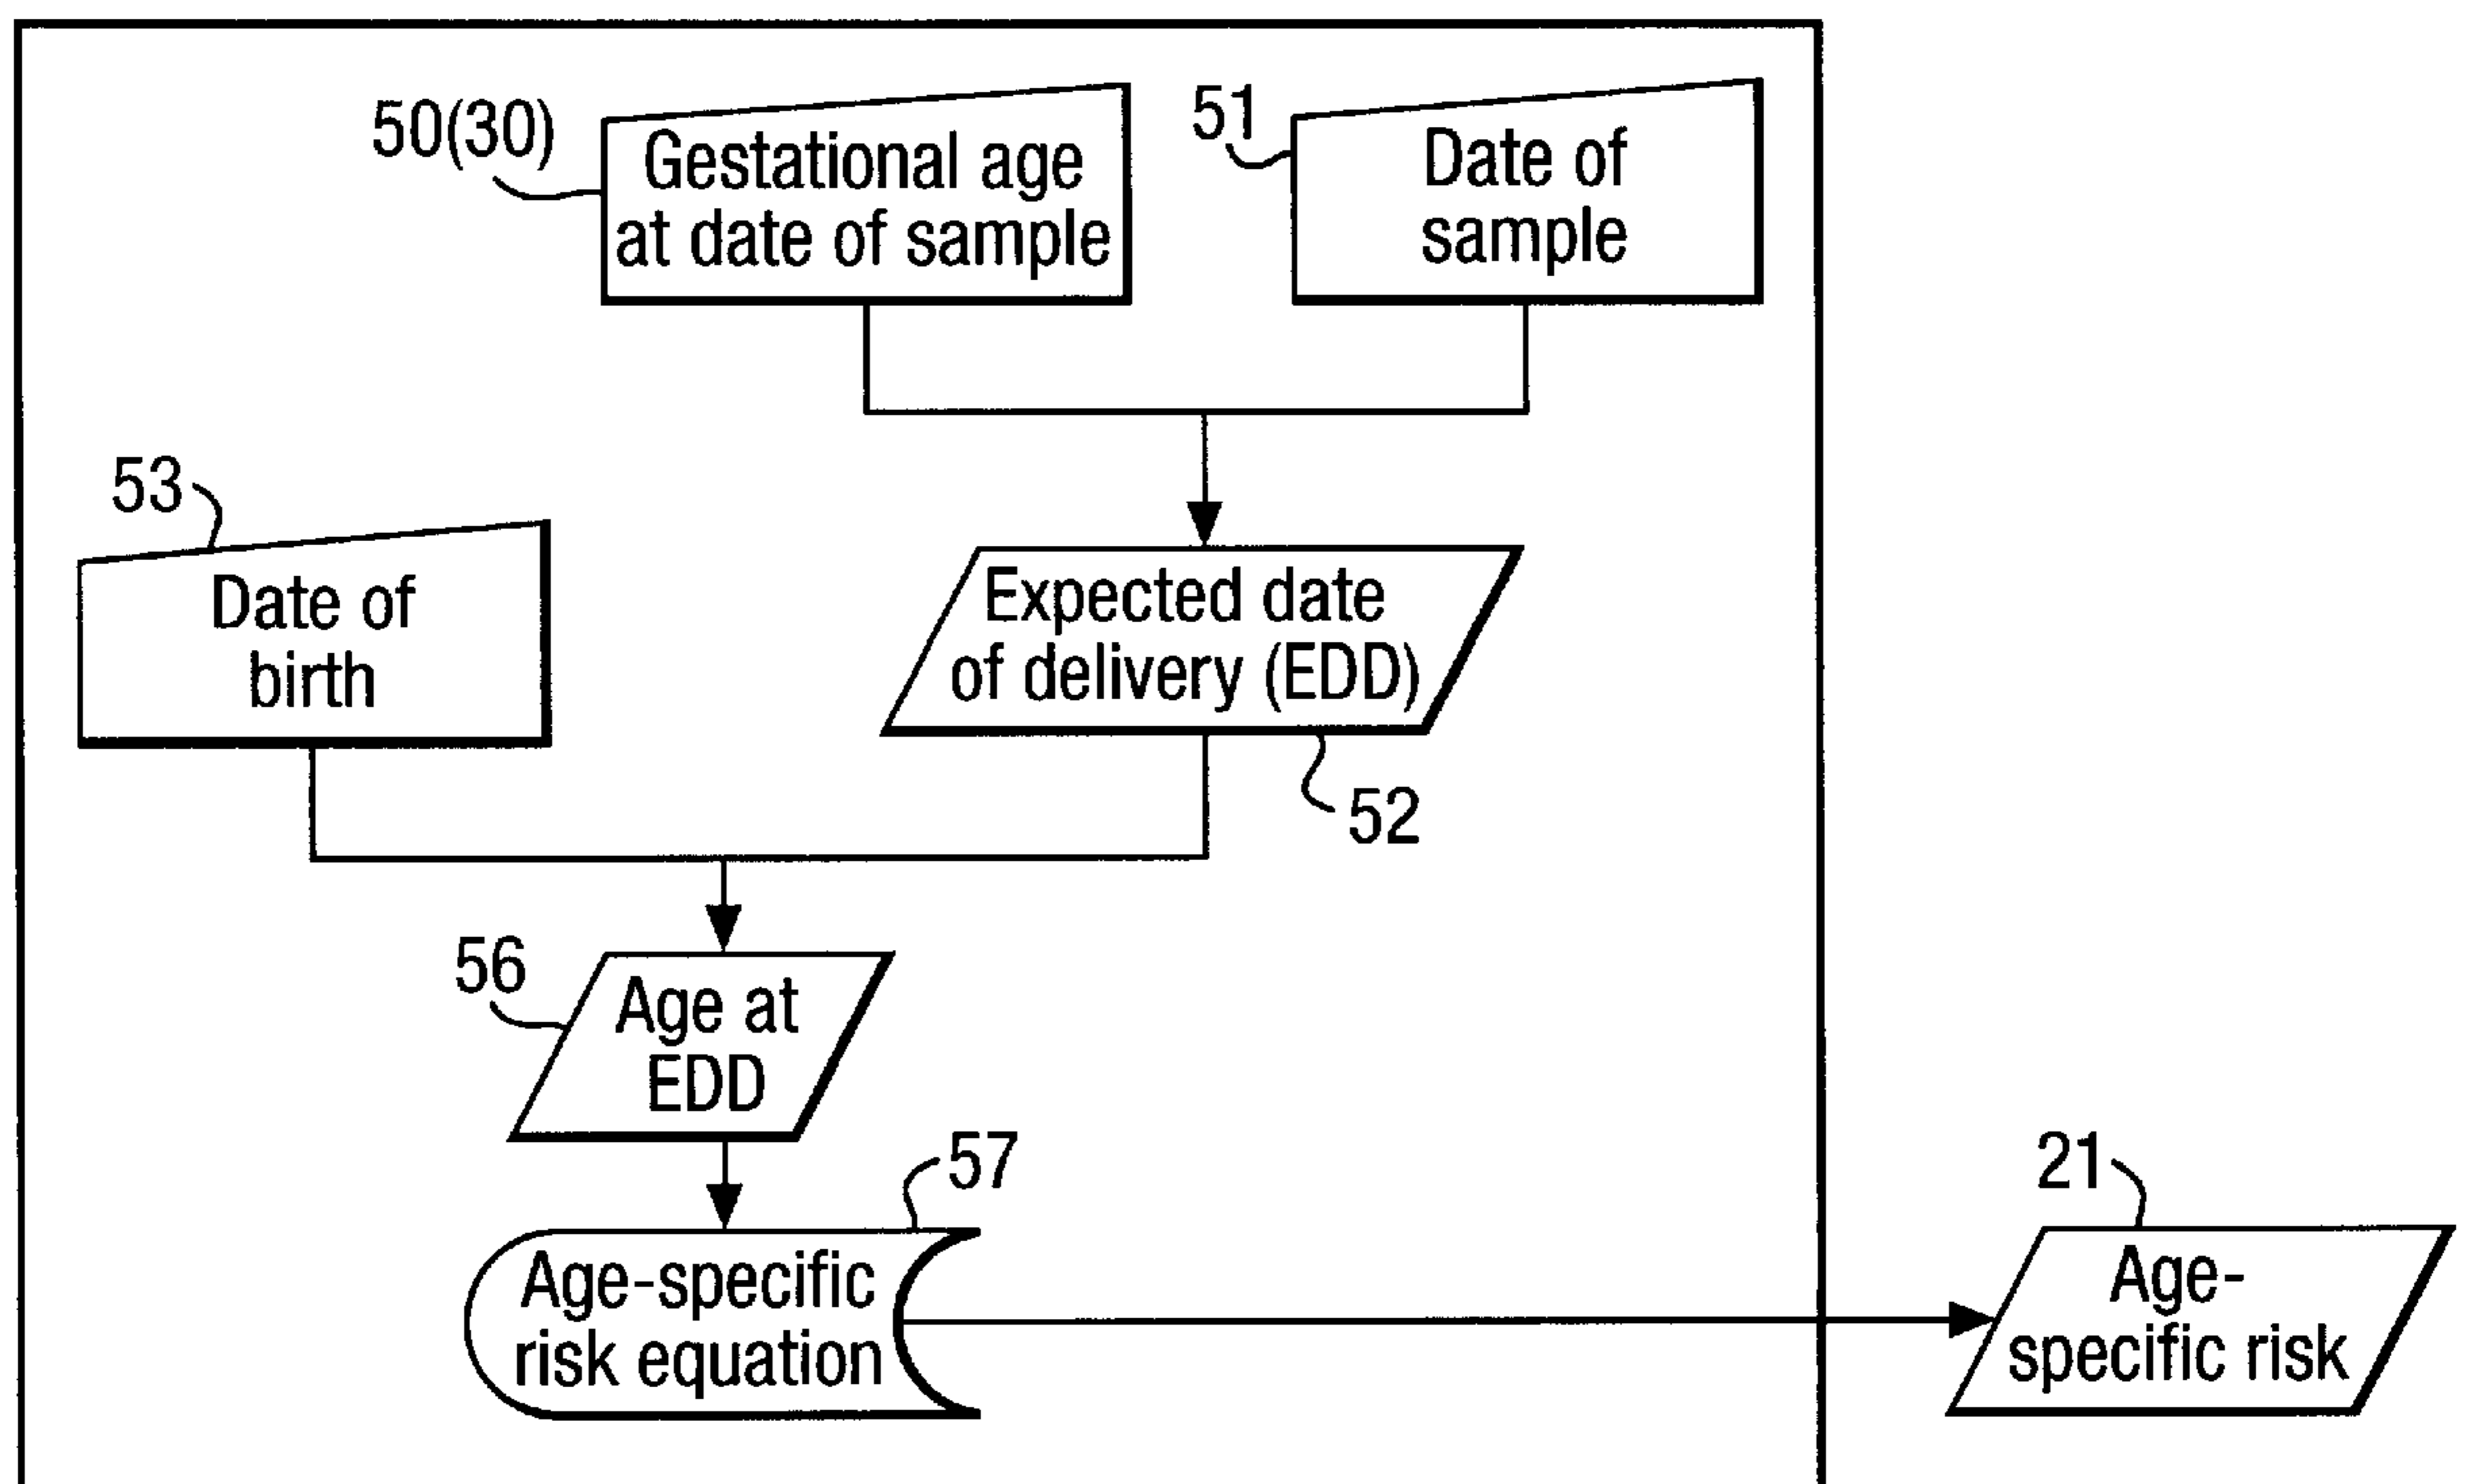 50(30)
Gestational age
at date of sample
51
Date of
sample
53
Date of
birth
Expected date
of delivery (EDD)
52
56
Age at
EDD
57
Age-specific
risk equation
21
Age-
specific risk